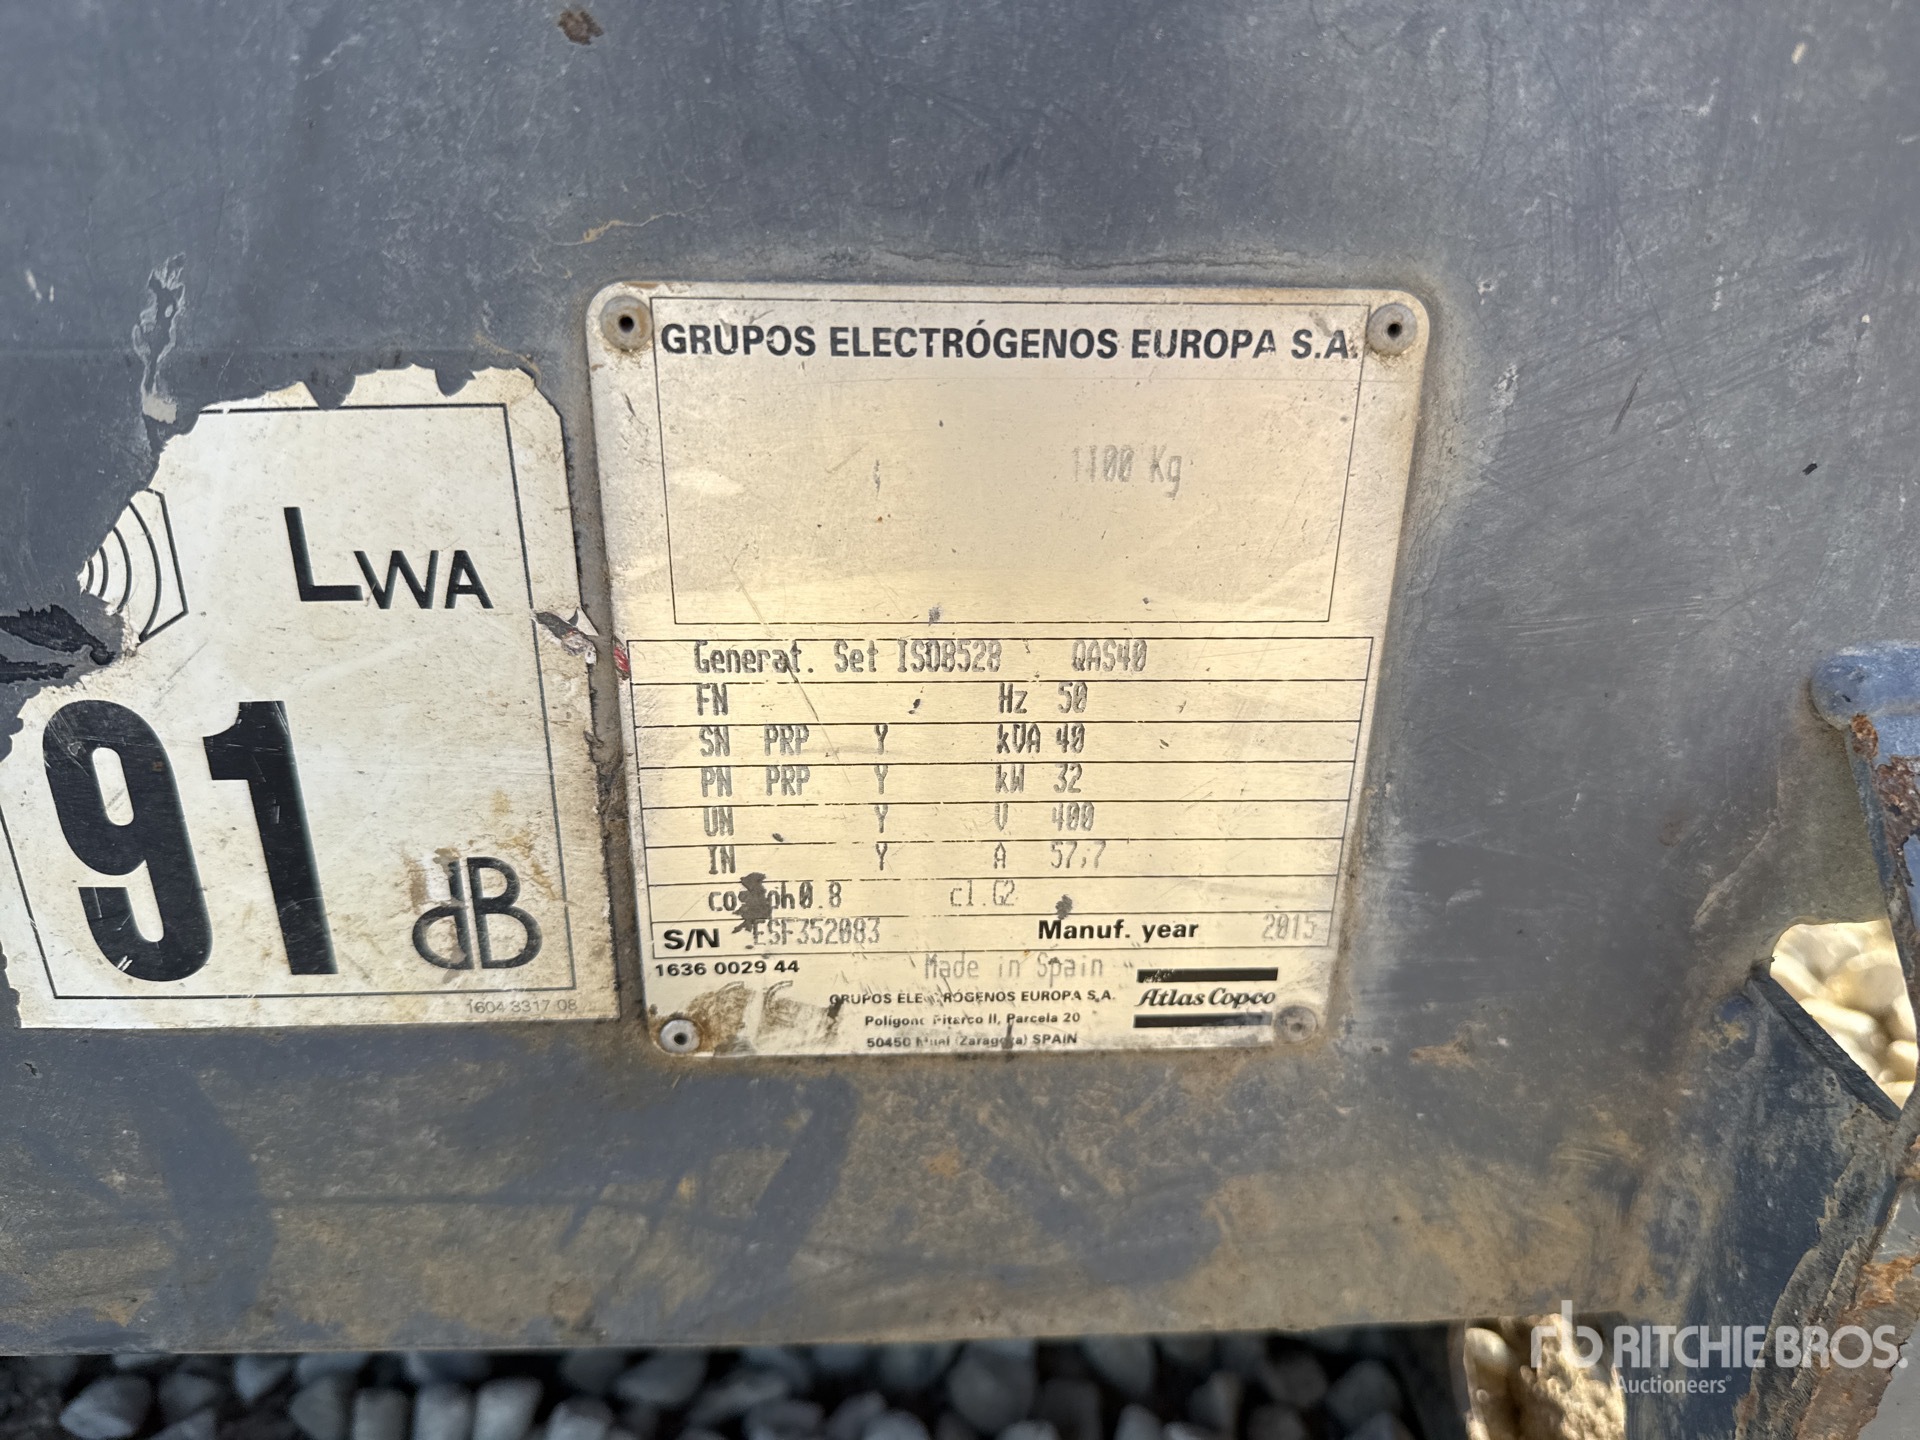 LWA
91 dB
1604 3317 08
GRUPOS ELECTRÓGENOS EUROPA S.A.
1100 Kg
Generat. Set ISO8528 QAS40
FN Hz 50
SN PRP Y kVA 40
PN PRP Y kW 32
UN Y V 400
IN Y A 57,7
0.8 cl.G2
S/N ESF352083 Manuf. year 2015
1636 0029 44 Made in Spain
GRUPOS ELECTRÓGENOS EUROPA S.A. Atlas Copco
Polígono Pitarco II, Parcela 20
50450 Muel (Zaragoza) SPAIN
rb RITCHIE BROS.
Auctioneers